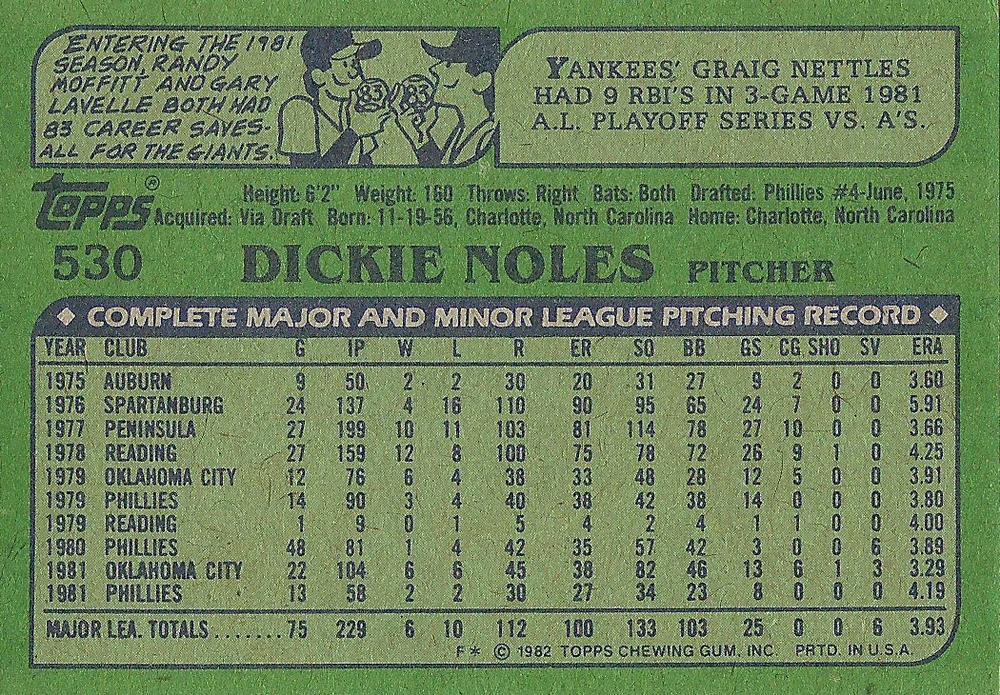 ENTERING THE 1981
SEASON, RANDY
MOFFITT AND GARY
LAVELLE BOTH HAD
83 CAREER SAVES-
ALL FOR THE GIANTS.
83 83
YANKEES' GRAIG NETTLES
HAD 9 RBI'S IN 3-GAME 1981
A.L. PLAYOFF SERIES VS. A'S.
TOPPS®
Height: 6'2" Weight: 160 Throws: Right Bats: Both Drafted: Phillies #4-June, 1975
Acquired: Via Draft Born: 11-19-56, Charlotte, North Carolina Home: Charlotte, North Carolina
530 DICKIE NOLES PITCHER
COMPLETE MAJOR AND MINOR LEAGUE PITCHING RECORD
YEAR CLUB G IP W L R ER SO BB GS CG SHO SV ERA
1975 AUBURN 9 50 2 2 30 20 31 27 9 2 0 0 3.60
1976 SPARTANBURG 24 137 4 16 110 90 95 65 24 7 0 0 5.91
1977 PENINSULA 27 199 10 11 103 81 114 78 27 10 0 0 3.66
1978 READING 27 159 12 8 100 75 78 72 26 9 1 0 4.25
1979 OKLAHOMA CITY 12 76 6 4 38 33 48 28 12 5 0 0 3.91
1979 PHILLIES 14 90 3 4 40 38 42 38 14 0 0 0 3.80
1979 READING 1 9 0 1 5 4 2 4 1 1 0 0 4.00
1980 PHILLIES 48 81 1 4 42 35 57 42 3 0 0 6 3.89
1981 OKLAHOMA CITY 22 104 6 6 45 38 82 46 13 6 1 3 3.29
1981 PHILLIES 13 58 2 2 30 27 34 23 8 0 0 0 4.19
MAJOR LEA. TOTALS.......75 229 6 10 112 100 133 103 25 0 0 6 3.93
F* © 1982 TOPPS CHEWING GUM, INC. PRTD. IN U.S.A.